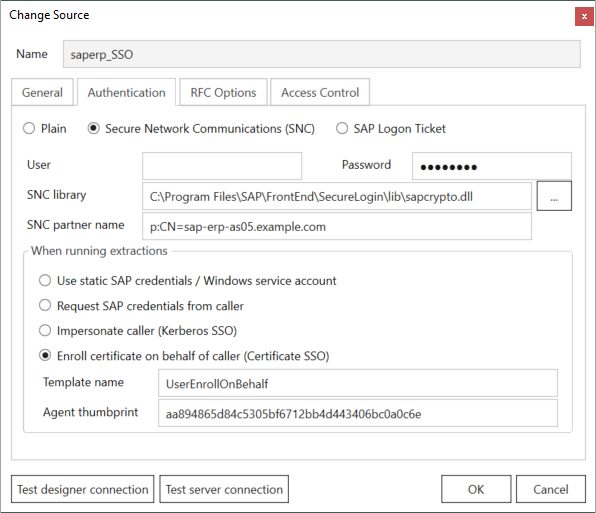 Change Source
x
Name saperp_SSO
General Authentication RFC Options Access Control
Plain Secure Network Communications (SNC) SAP Logon Ticket
User Password ●●●●●●●●
SNC library C:\Program Files\SAP\FrontEnd\SecureLogin\lib\sapcrypto.dll ...
SNC partner name p:CN=sap-erp-as05.example.com
When running extractions
Use static SAP credentials / Windows service account
Request SAP credentials from caller
Impersonate caller (Kerberos SSO)
Enroll certificate on behalf of caller (Certificate SSO)
Template name UserEnrollOnBehalf
Agent thumbprint aa894865d84c5305bf6712bb4d443406bc0a0c6e
Test designer connection Test server connection OK Cancel